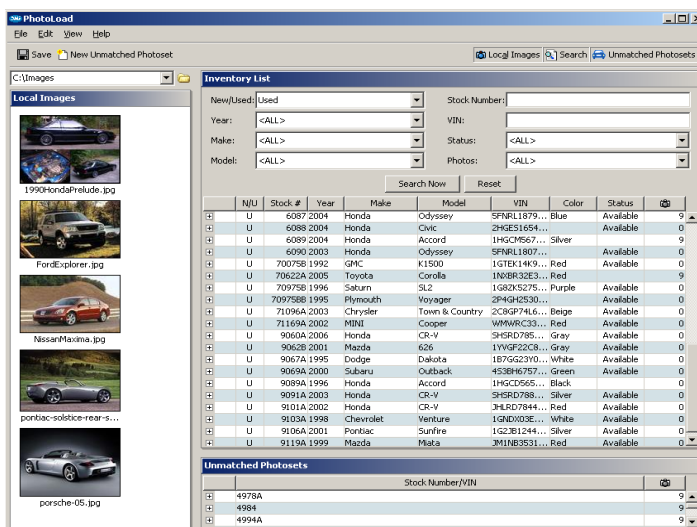 PhotoLoad
File Edit View Help
Save New Unmatched Photoset Local Images Search Unmatched Photosets
C:\Images
Local Images
1990HondaPrelude.jpg
FordExplorer.jpg
NissanMaxima.jpg
pontiac-solstice-rear-s...
porsche-05.jpg
Inventory List
New/Used: Used Stock Number:
Year: <ALL> VIN:
Make: <ALL> Status: <ALL>
Model: <ALL> Photos: <ALL>
Search Now Reset
N/U Stock # Year Make Model VIN Color Status
U 6087 2004 Honda Odyssey 5FNRL1879... Blue Available 9
U 6088 2004 Honda Civic 2HGES1654... Available 0
U 6089 2004 Honda Accord 1HGCM567... Silver 9
U 6090 2003 Honda Odyssey 5FNRL1807... Available 0
U 70075B 1992 GMC K1500 1GTEK14K9... Red Available 0
U 70622A 2005 Toyota Corolla 1NXBR32E3... Red 9
U 70975B 1996 Saturn SL2 1G8ZK5275... Purple Available 0
U 70975BB 1995 Plymouth Voyager 2P4GH2530... Available 0
U 71096A 2003 Chrysler Town & Country 2C8GP74L6... Beige Available 0
U 71169A 2002 MINI Cooper WMWRC33... Red Available 0
U 9060A 2006 Honda CR-V SHSRD785... Gray Available 0
U 9062B 2001 Mazda 626 1YVGF22C8... Gray Available 0
U 9067A 1995 Dodge Dakota 1B7GG23Y0... White Available 0
U 9069A 2000 Subaru Outback 4S3BH6757... Green Available 0
U 9089A 1996 Honda Accord 1HGCD565... Black 0
U 9091A 2003 Honda CR-V SHSRD788... Silver Available 0
U 9101A 2002 Honda CR-V JHLRD7844... Red Available 0
U 9103A 1998 Chevrolet Venture 1GNDX03E... White Available 0
U 9106A 2001 Pontiac Sunfire 1G2JB1244... Silver Available 0
U 9119A 1999 Mazda Miata JM1NB3531... Red Available 0
Unmatched Photosets
Stock Number/VIN
4978A 9
4984 9
4994A 9